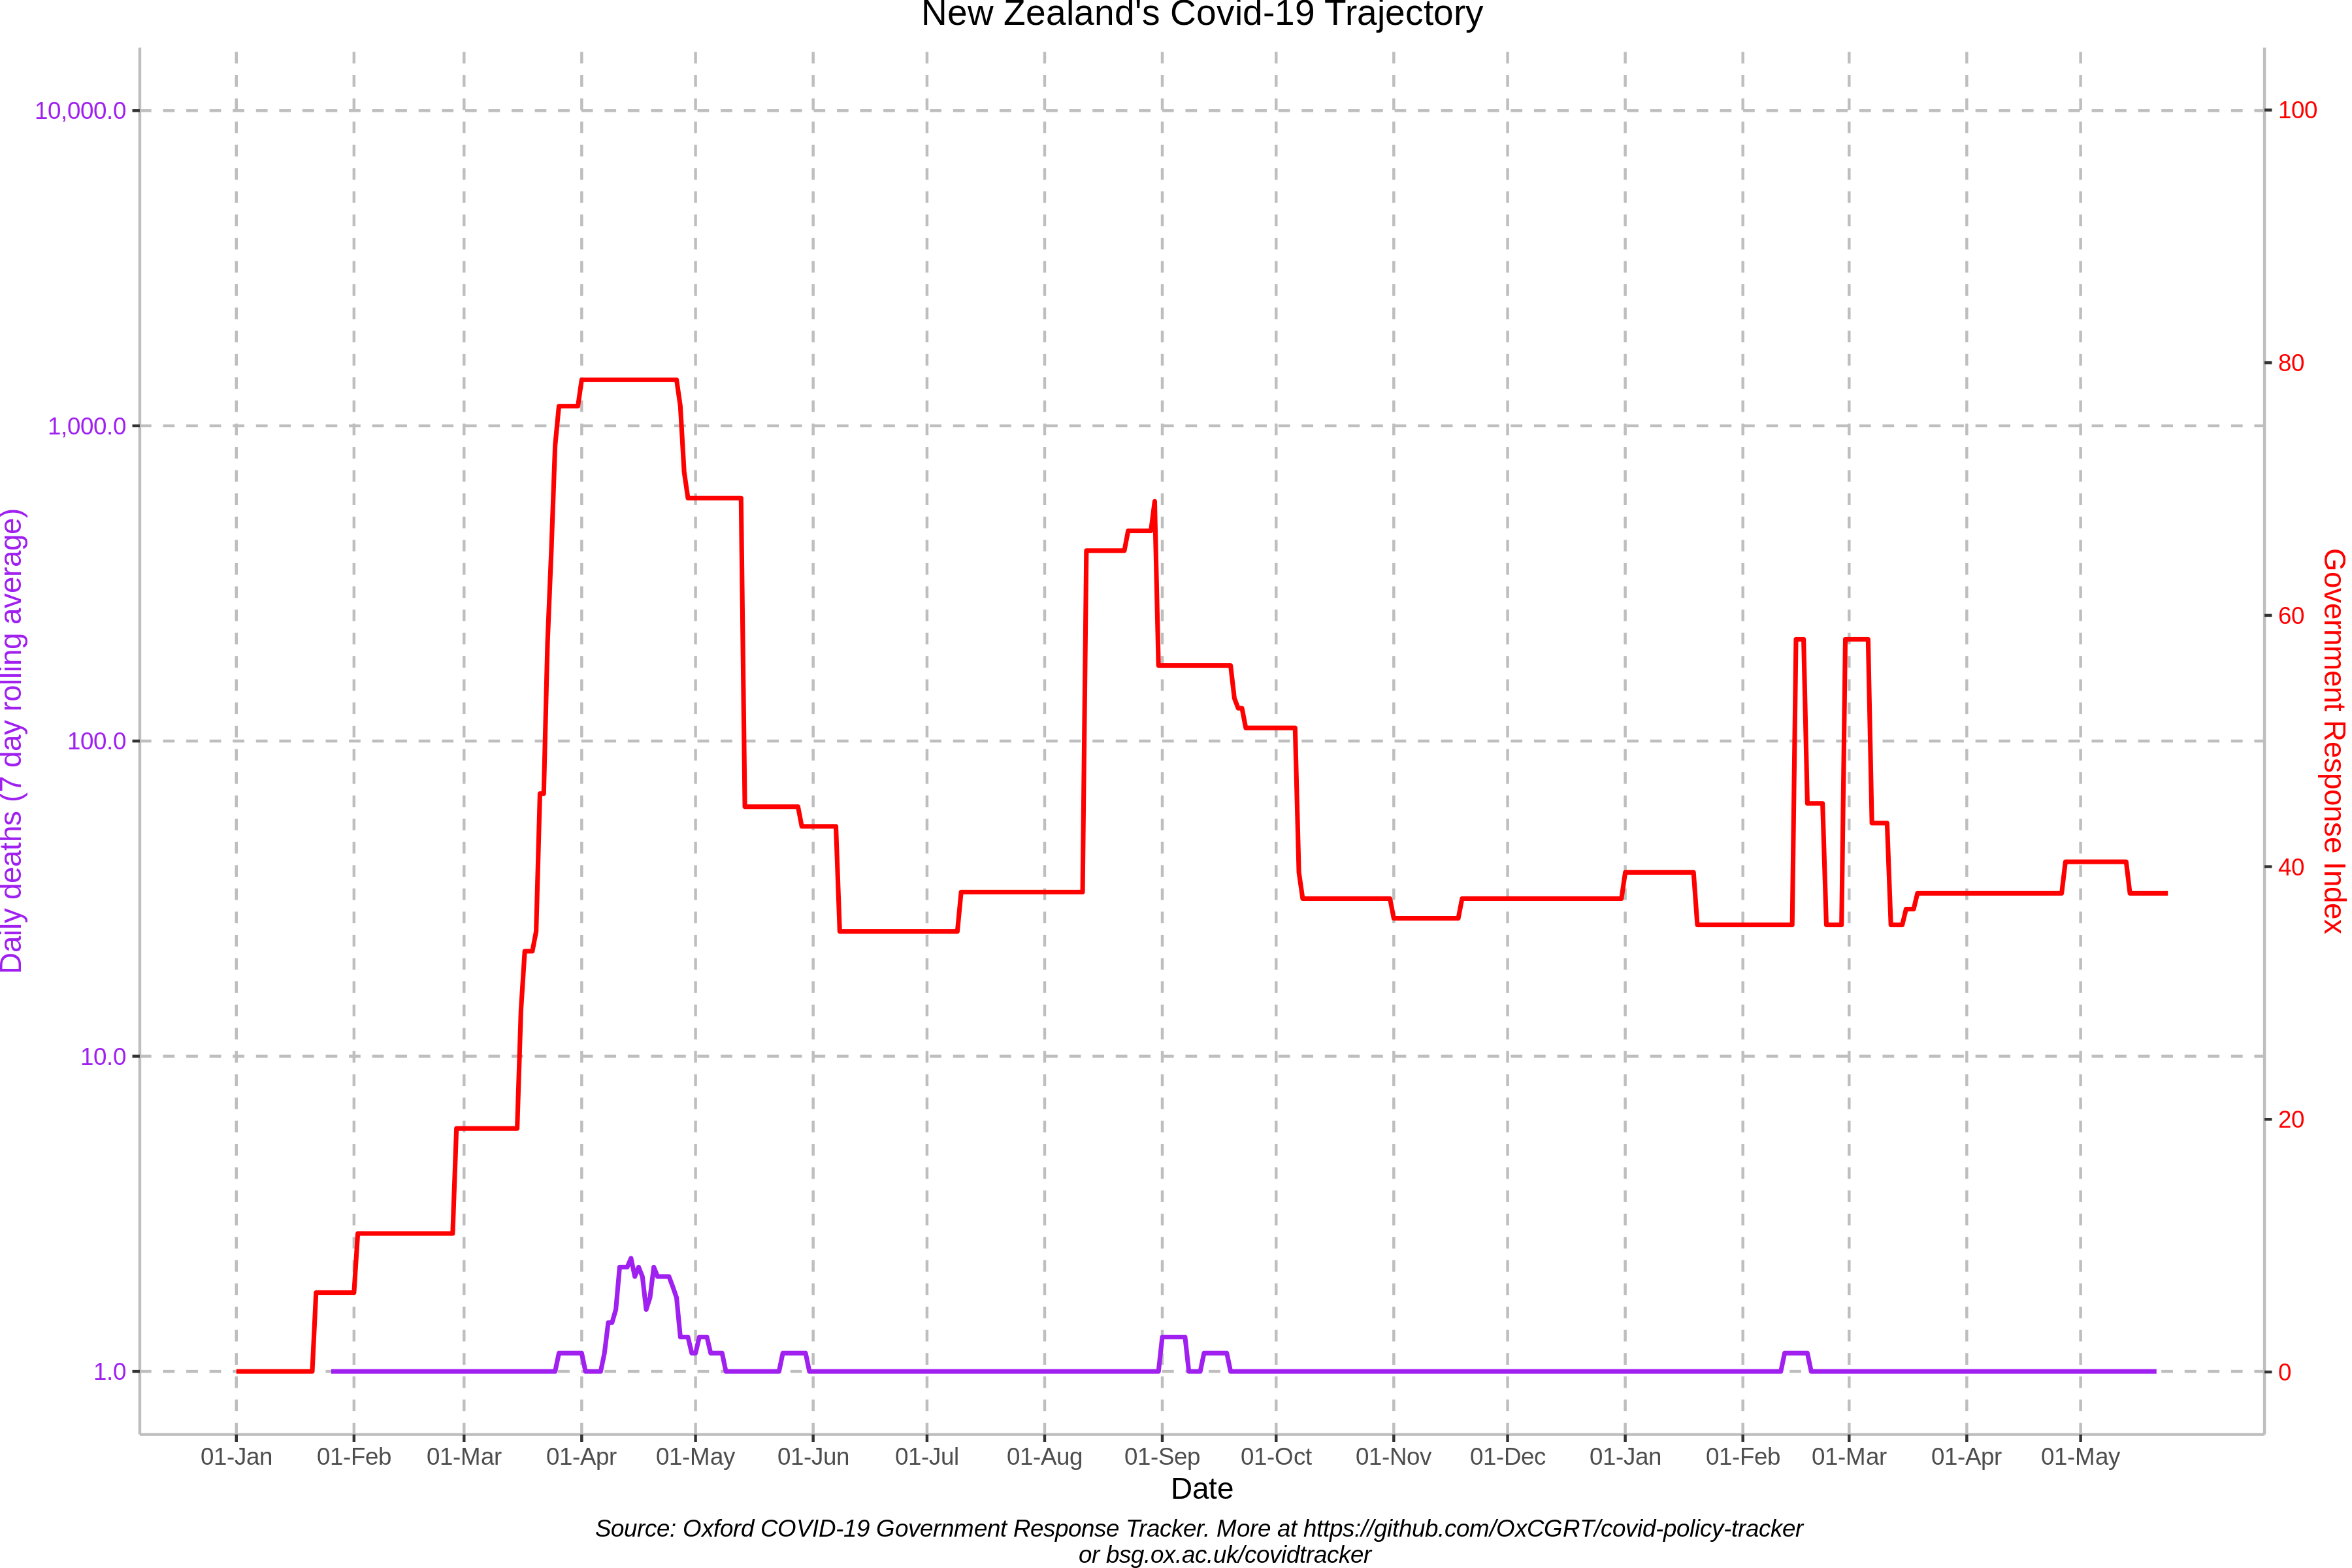 New Zealand's Covid-19 Trajectory
10,000.0
1,000.0
100.0
10.0
1.0
Daily deaths (7 day rolling average)
100
80
60
40
20
0
Government Response Index
01-Jan 01-Feb 01-Mar 01-Apr 01-May 01-Jun 01-Jul 01-Aug 01-Sep 01-Oct 01-Nov 01-Dec 01-Jan 01-Feb 01-Mar 01-Apr 01-May
Date
Source: Oxford COVID-19 Government Response Tracker. More at https://github.com/OxCGRT/covid-policy-tracker
or bsg.ox.ac.uk/covidtracker